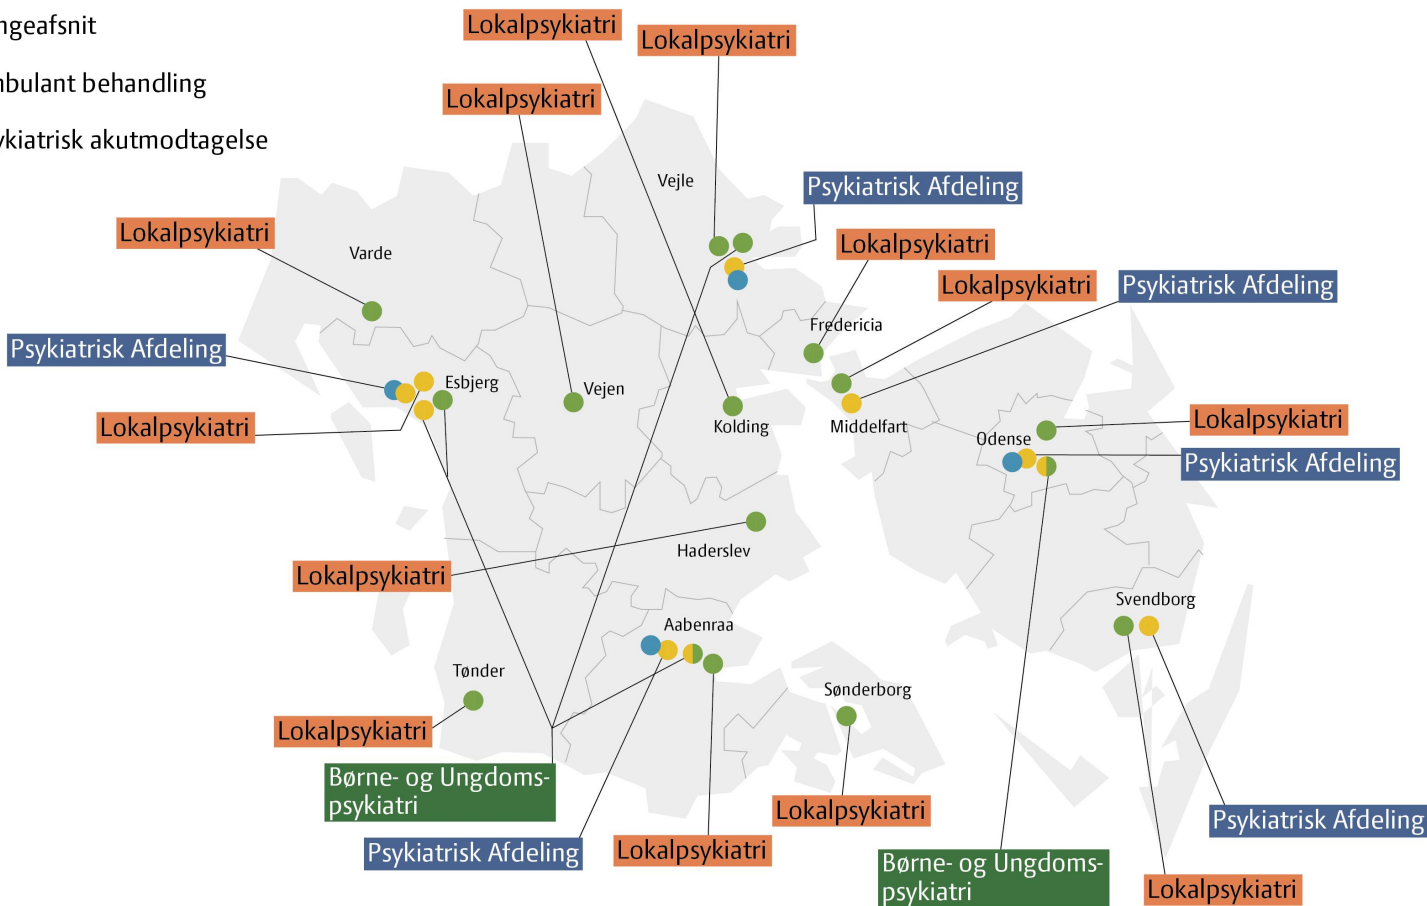 ngeafsnit
Lokalpsykiatri
Lokalpsykiatri
nbulant behandling
Lokalpsykiatri
ykiatrisk akutmodtagelse
Vejle
Psykiatrisk Afdeling
Lokalpsykiatri
Varde
Lokalpsykiatri
Lokalpsykiatri
Psykiatrisk Afdeling
Fredericia
Psykiatrisk Afdeling
Esbjerg
Vejen
Lokalpsykiatri
Kolding
Middelfart
Lokalpsykiatri
Odense
Psykiatrisk Afdeling
Haderslev
Lokalpsykiatri
Svendborg
Aabenraa
Tønder
Sønderborg
Lokalpsykiatri
Børne- og Ungdoms-
psykiatri
Lokalpsykiatri
Psykiatrisk Afdeling
Psykiatrisk Afdeling
Lokalpsykiatri
Børne- og Ungdoms-
psykiatri
Lokalpsykiatri